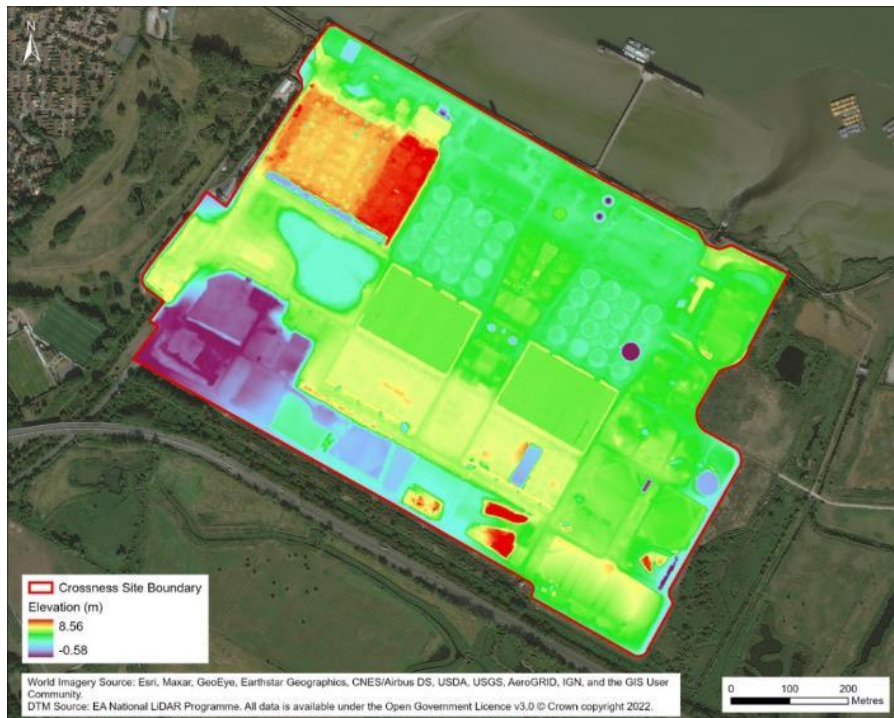 N
Crossness Site Boundary
Elevation (m)
8.56
-0.58
World Imagery Source: Esri, Maxar, GeoEye, Earthstar Geographics, CNES/Airbus DS, USDA, USGS, AeroGRID, IGN, and the GIS User
Community.
DTM Source: EA National LiDAR Programme. All data is available under the Open Government Licence v3.0 © Crown copyright 2022.
0 100 200
Metres